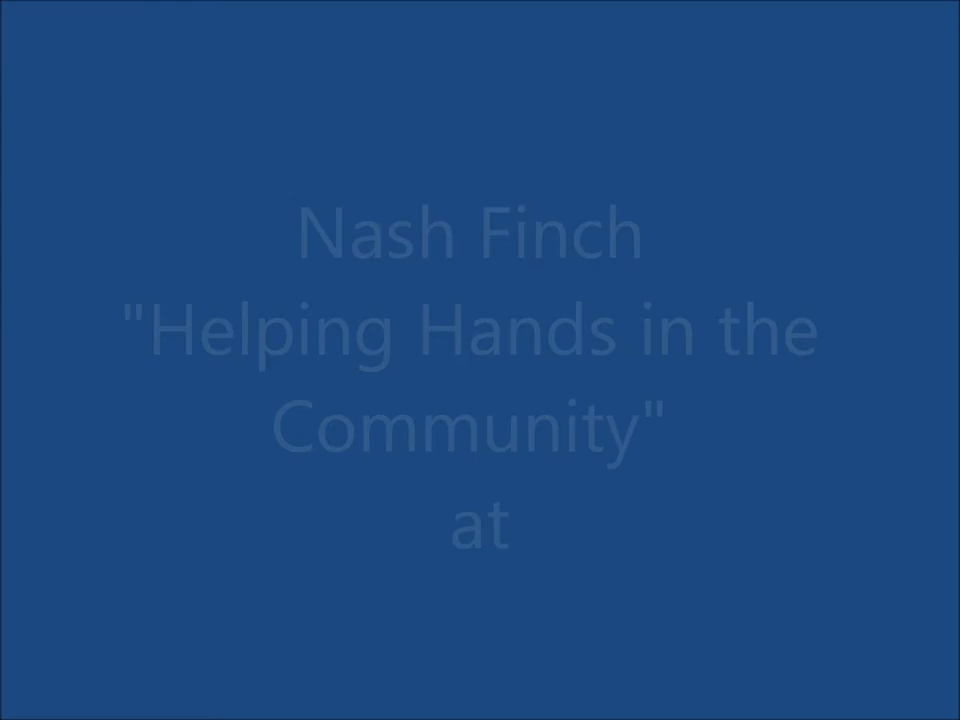 Nash Finch
"Helping Hands in the
Community"
at